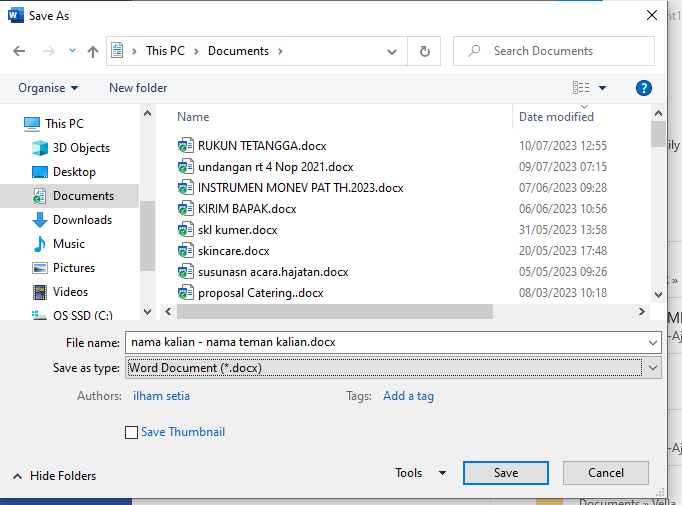 Save As
This PC > Documents >
Search Documents
Organise
New folder
This PC
3D Objects
Desktop
Documents
Downloads
Music
Pictures
Videos
OS SSD (C:)
Name Date modified
RUKUN TETANGGA.docx 10/07/2023 12:55
undangan rt 4 Nop 2021.docx 09/07/2023 07:15
INSTRUMEN MONEV PAT TH.2023.docx 07/06/2023 09:28
KIRIM BAPAK.docx 06/06/2023 10:56
skl kumer.docx 31/05/2023 13:58
skincare.docx 20/05/2023 17:48
susunasn acara.hajatan.docx 05/05/2023 09:26
proposal Catering..docx 08/03/2023 10:18
File name: nama kalian - nama teman kalian.docx
Save as type: Word Document (*.docx)
Authors: ilham setia Tags: Add a tag
Save Thumbnail
Hide Folders Tools Save Cancel
Documents » Vella